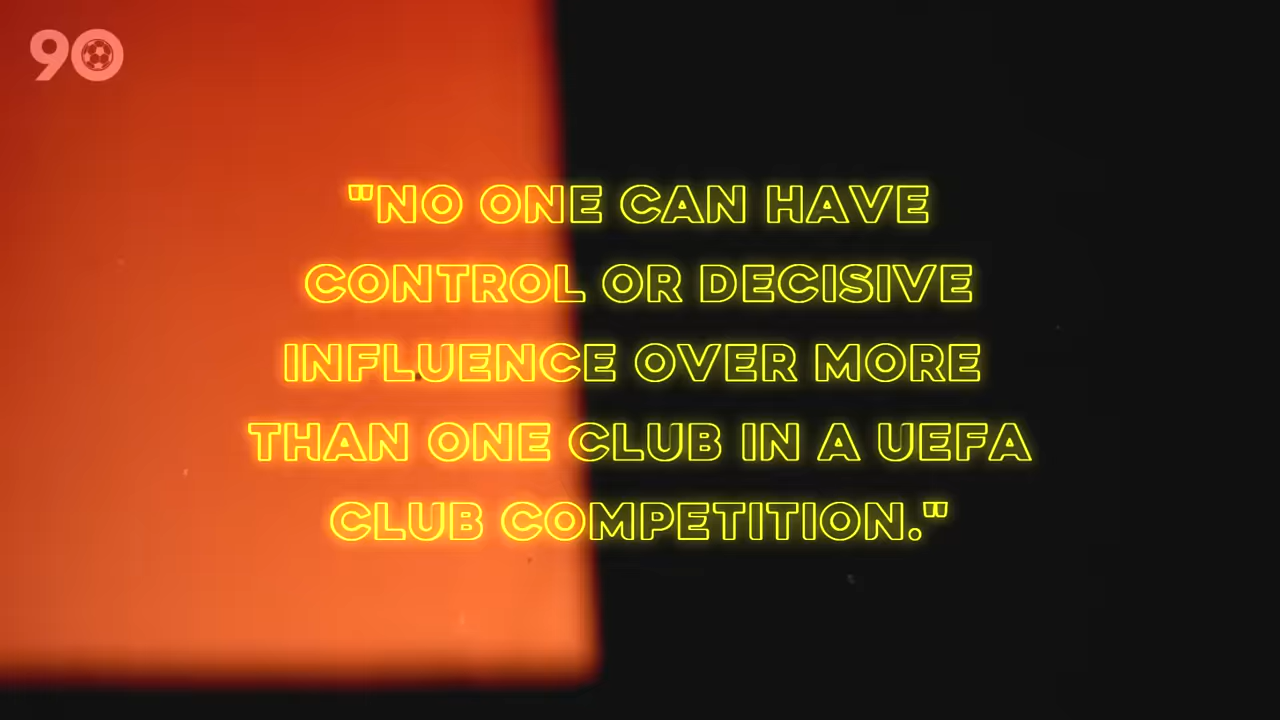 90
"NO ONE CAN HAVE
CONTROL OR DECISIVE
INFLUENCE OVER MORE
THAN ONE CLUB IN A UEFA
CLUB COMPETITION."